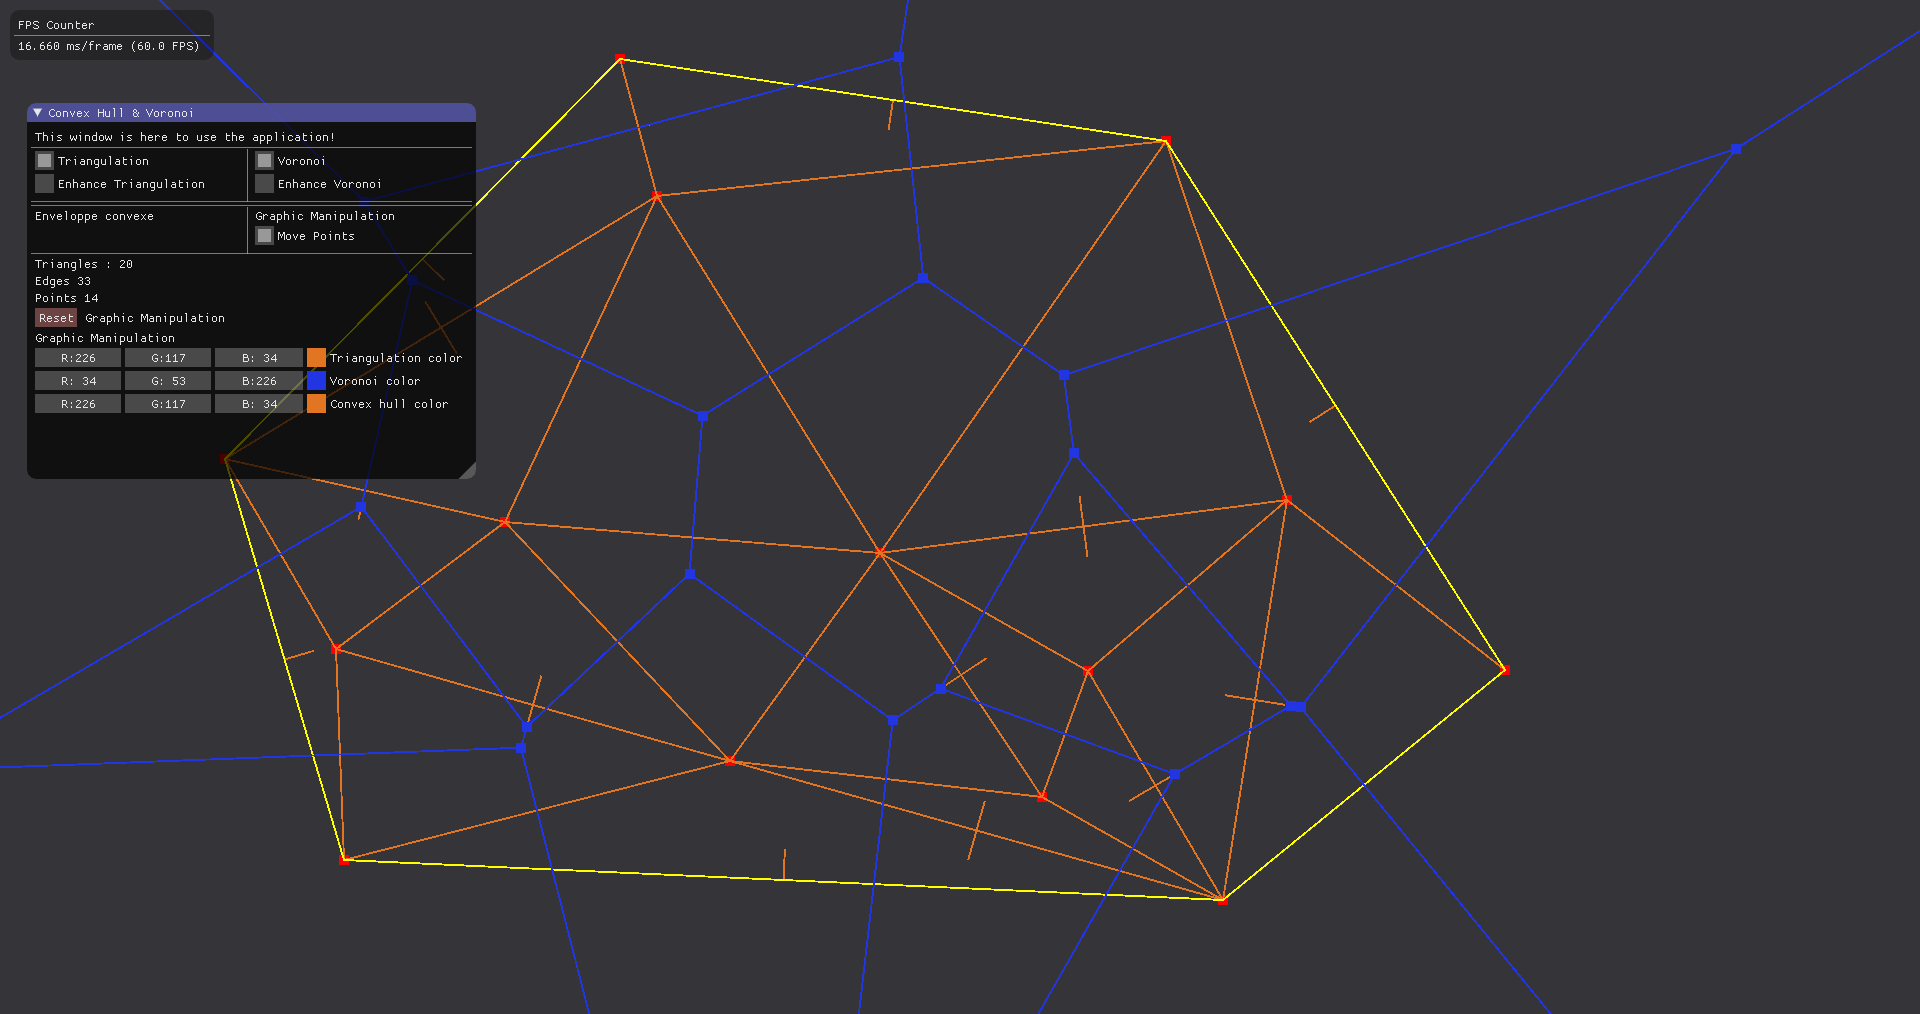 FPS Counter
16.660 ms/frame (60.0 FPS)
Convex Hull & Voronoi
This window is here to use the application!
Triangulation
Voronoi
Enhance Triangulation
Enhance Voronoi
Enveloppe convexe
Graphic Manipulation
Move Points
Triangles : 20
Edges 33
Points 14
Reset Graphic Manipulation
Graphic Manipulation
R:226 G:117 B: 34 Triangulation color
R: 34 G: 53 B:226 Voronoi color
R:226 G:117 B: 34 Convex hull color